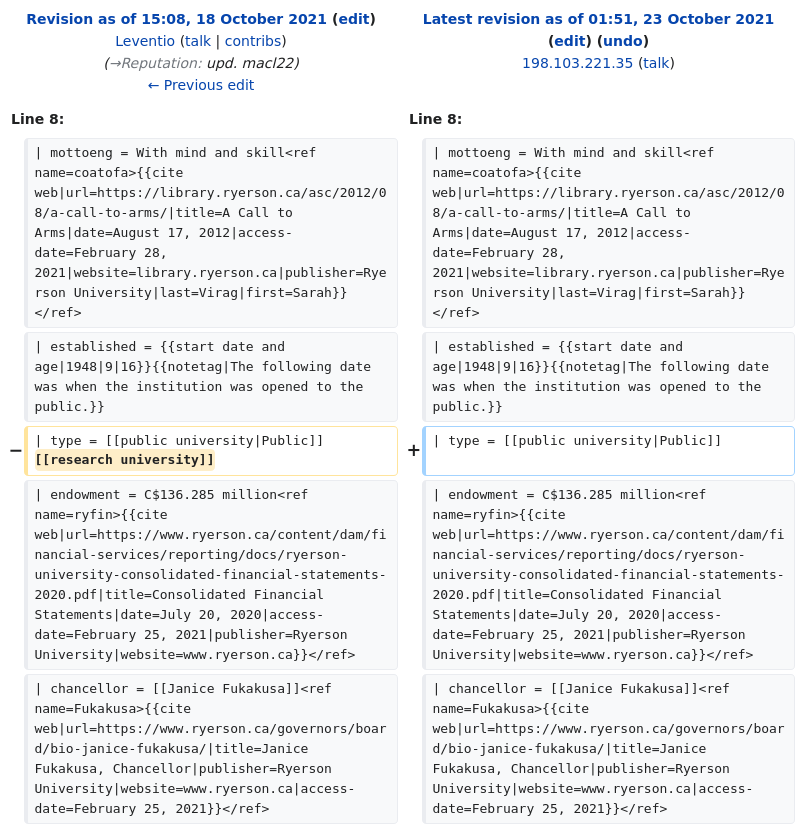 Revision as of 15:08, 18 October 2021 (edit)
Leventio (talk | contribs)
(→Reputation: upd. macl22)
← Previous edit
Line 8:
| mottoeng = With mind and skill<ref
name=coatofa>{{cite
web|url=https://library.ryerson.ca/asc/2012/0
8/a-call-to-arms/|title=A Call to
Arms|date=August 17, 2012|access-
date=February 28,
2021|website=library.ryerson.ca|publisher=Rye
rson University|last=Virag|first=Sarah}}
</ref>
| established = {{start date and
age|1948|9|16}}{{notetag|The following date
was when the institution was opened to the
public.}}
− | type = [[public university|Public]]
[[research university]]
| endowment = C$136.285 million<ref
name=ryfin>{{cite
web|url=https://www.ryerson.ca/content/dam/fi
nancial-services/reporting/docs/ryerson-
university-consolidated-financial-statements-
2020.pdf|title=Consolidated Financial
Statements|date=July 20, 2020|access-
date=February 25, 2021|publisher=Ryerson
University|website=www.ryerson.ca}}</ref>
| chancellor = [[Janice Fukakusa]]<ref
name=Fukakusa>{{cite
web|url=https://www.ryerson.ca/governors/boar
d/bio-janice-fukakusa/|title=Janice
Fukakusa, Chancellor|publisher=Ryerson
University|website=www.ryerson.ca|access-
date=February 25, 2021}}</ref>
Latest revision as of 01:51, 23 October 2021
(edit) (undo)
198.103.221.35 (talk)
Line 8:
| mottoeng = With mind and skill<ref
name=coatofa>{{cite
web|url=https://library.ryerson.ca/asc/2012/0
8/a-call-to-arms/|title=A Call to
Arms|date=August 17, 2012|access-
date=February 28,
2021|website=library.ryerson.ca|publisher=Rye
rson University|last=Virag|first=Sarah}}
</ref>
| established = {{start date and
age|1948|9|16}}{{notetag|The following date
was when the institution was opened to the
public.}}
+ | type = [[public university|Public]]
| endowment = C$136.285 million<ref
name=ryfin>{{cite
web|url=https://www.ryerson.ca/content/dam/fi
nancial-services/reporting/docs/ryerson-
university-consolidated-financial-statements-
2020.pdf|title=Consolidated Financial
Statements|date=July 20, 2020|access-
date=February 25, 2021|publisher=Ryerson
University|website=www.ryerson.ca}}</ref>
| chancellor = [[Janice Fukakusa]]<ref
name=Fukakusa>{{cite
web|url=https://www.ryerson.ca/governors/boar
d/bio-janice-fukakusa/|title=Janice
Fukakusa, Chancellor|publisher=Ryerson
University|website=www.ryerson.ca|access-
date=February 25, 2021}}</ref>